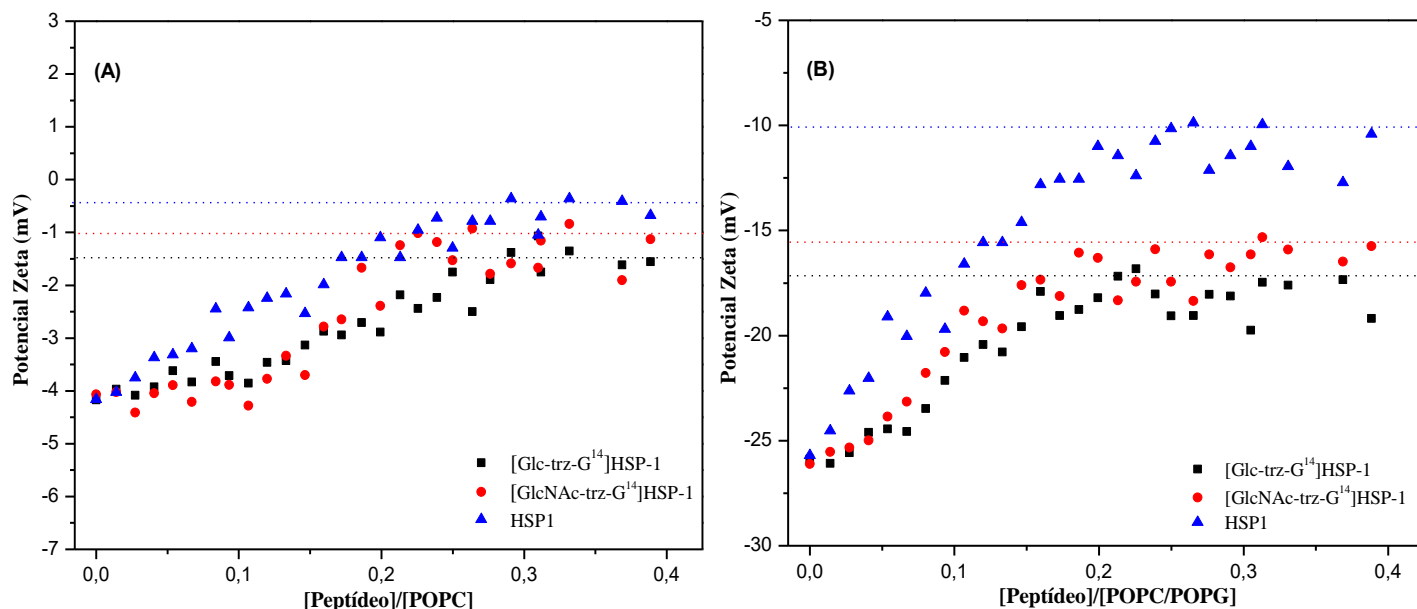 (A)
Potencial Zeta (mV)
3
2
1
0
-1
-2
-3
-4
-5
-6
-7
[Glc-trz-G¹⁴]HSP-1
[GlcNAc-trz-G¹⁴]HSP-1
HSP1
0,0 0,1 0,2 0,3 0,4
[Peptídeo]/[POPC]
(B)
Potencial Zeta (mV)
-5
-10
-15
-20
-25
-30
[Glc-trz-G¹⁴]HSP-1
[GlcNAc-trz-G¹⁴]HSP-1
HSP1
0,0 0,1 0,2 0,3 0,4
[Peptídeo]/[POPC/POPG]